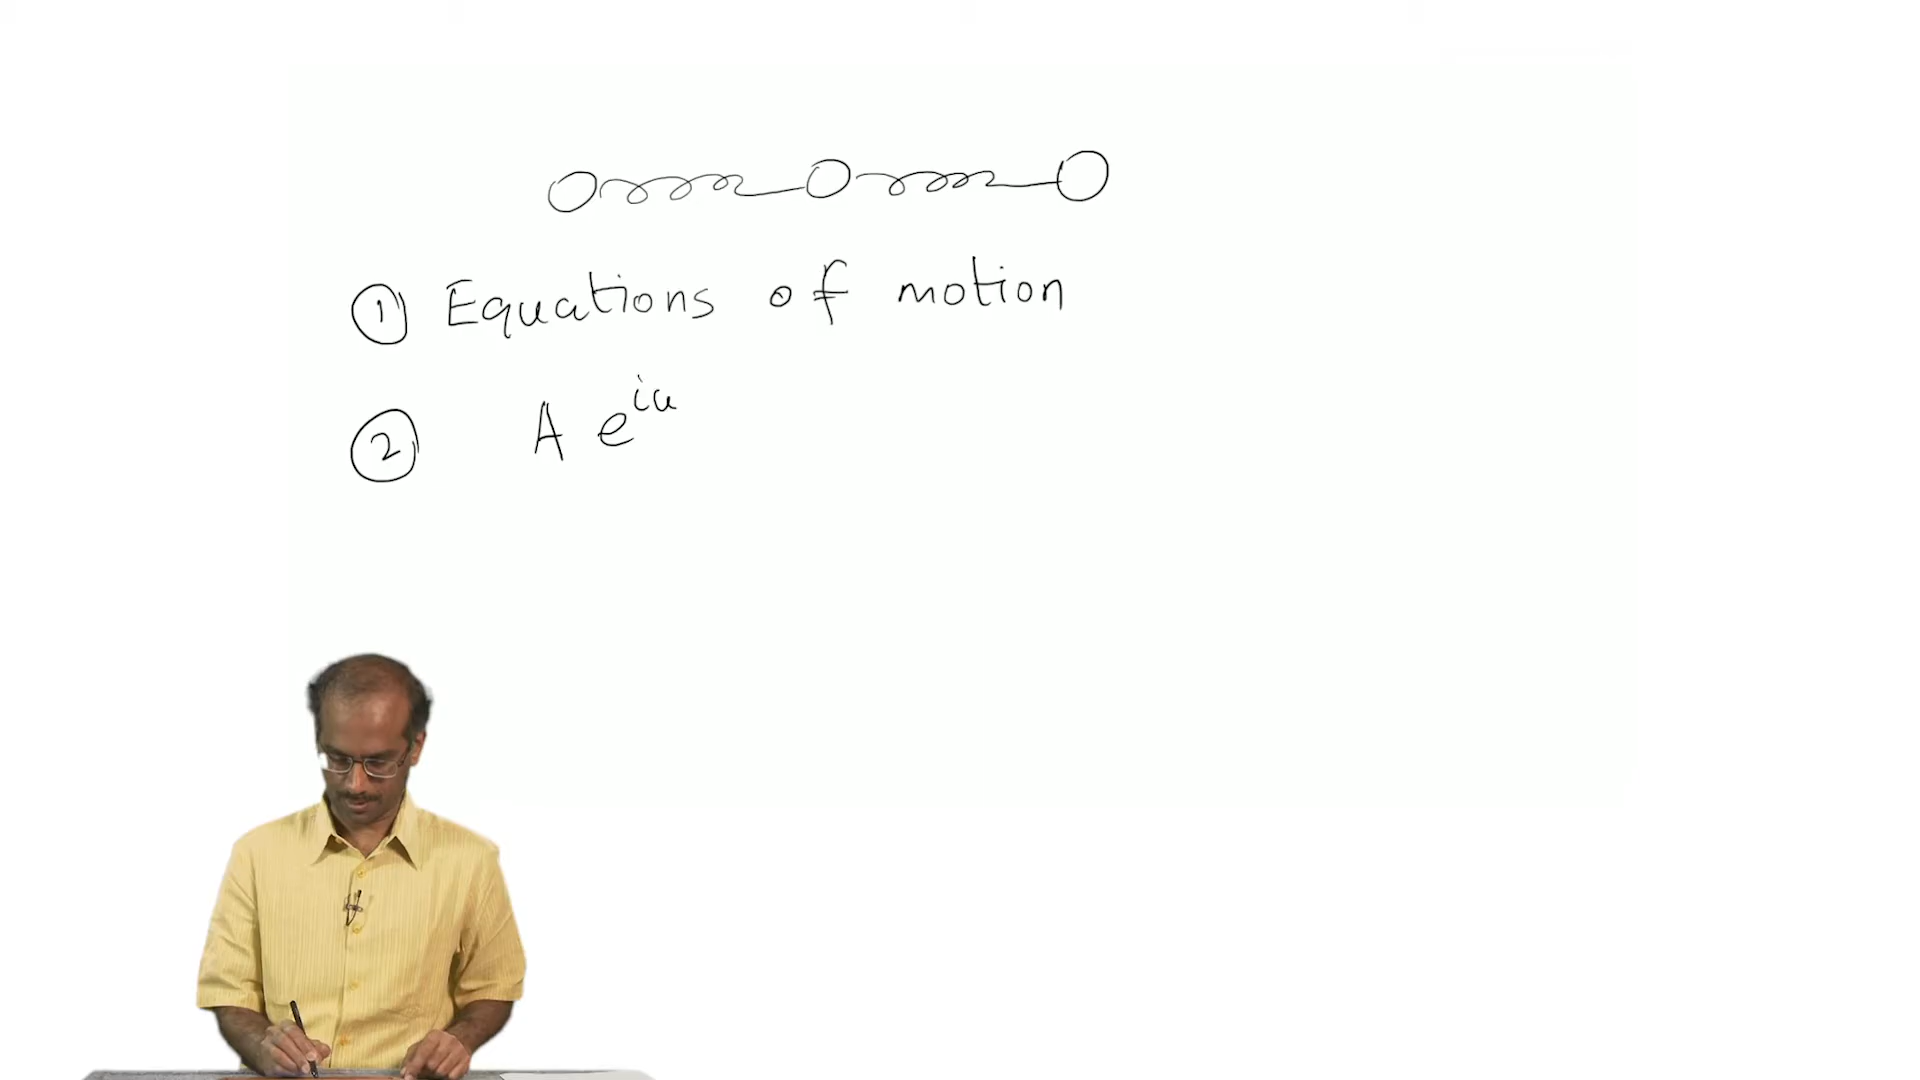 ① Equations of motion
② A e^{iu}